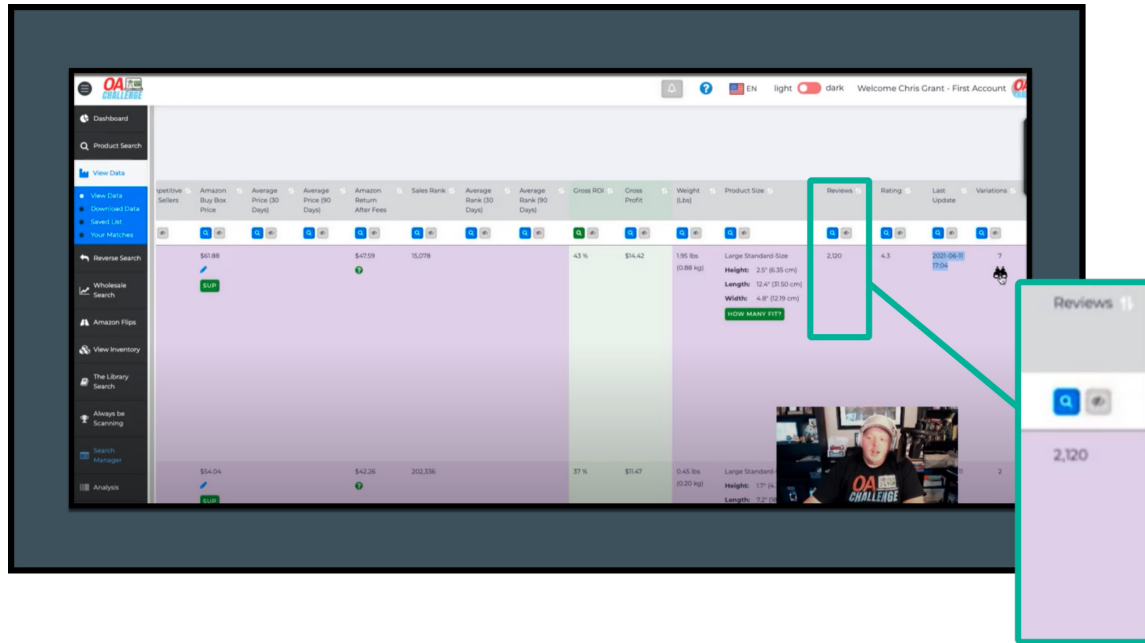 OA
CHALLENGE
EN
light
dark
Welcome Chris Grant - First Account
Dashboard
Product Search
View Data
View Data
Download Data
Saved List
Your Matches
Reverse Search
Wholesale
Search
Amazon Flips
View Inventory
The Library
Search
Always be
Scanning
Search
Manager
Analysis
Sellers
Amazon
Buy Box
Price
Average
Price (30
Days)
Average
Price (90
Days)
Amazon
Return
After Fees
Sales Rank
Average
Rank (30
Days)
Average
Rank (90
Days)
Gross ROI
Gross
Profit
Weight
(Lbs)
Product Size
Reviews
Rating
Last
Update
Variations
$61.88
SUP
$47.59
15,078
43 %
$14.42
1.95 lbs
(0.88 kg)
Large Standard-Size
Height: 2.5" (6.35 cm)
Length: 12.4" (31.50 cm)
Width: 4.8" (12.19 cm)
HOW MANY FIT?
2,120
4.3
2021-06-11
17:04
7
$54.04
SUP
$42.26
202,336
37 %
$11.47
0.45 lbs
(0.20 kg)
Large Standard-
Height: 1.7"
Length: 7.2"
2
OA
CHALLENGE
Reviews
2,120